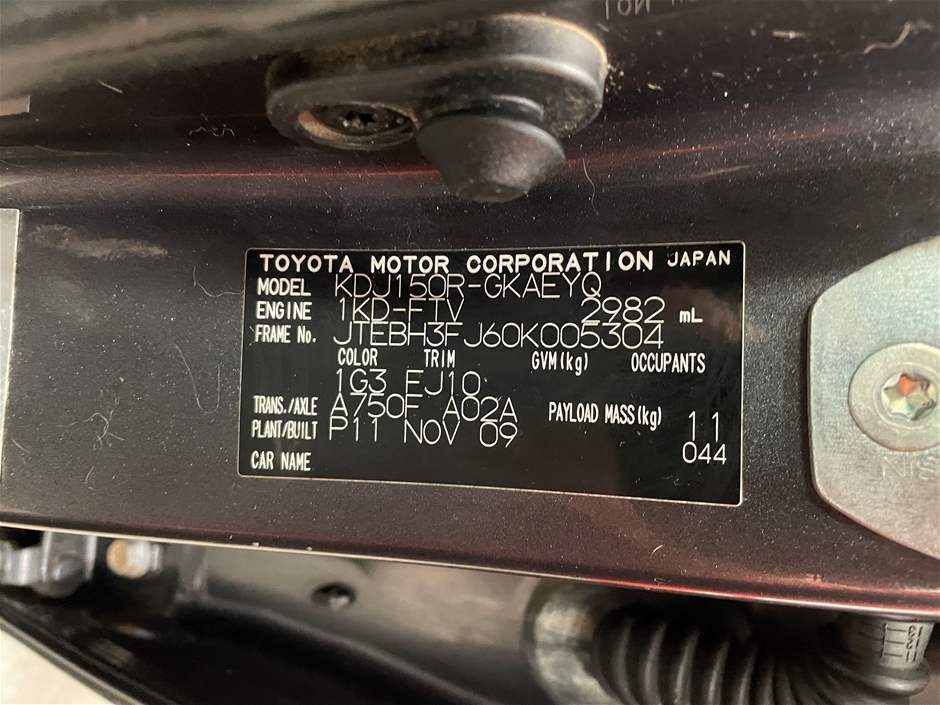 TOYOTA MOTOR CORPORATION JAPAN
MODEL KDJ150R-GKAEYQ
ENGINE 1KD-FTV 2982 mL
FRAME No. JTEBH3FJ60K005304
COLOR TRIM GVM(kg) OCCUPANTS
1G3 FJ10
TRANS./AXLE A750F A02A PAYLOAD MASS(kg) 11
PLANT/BUILT P11 NOV 09
044
CAR NAME